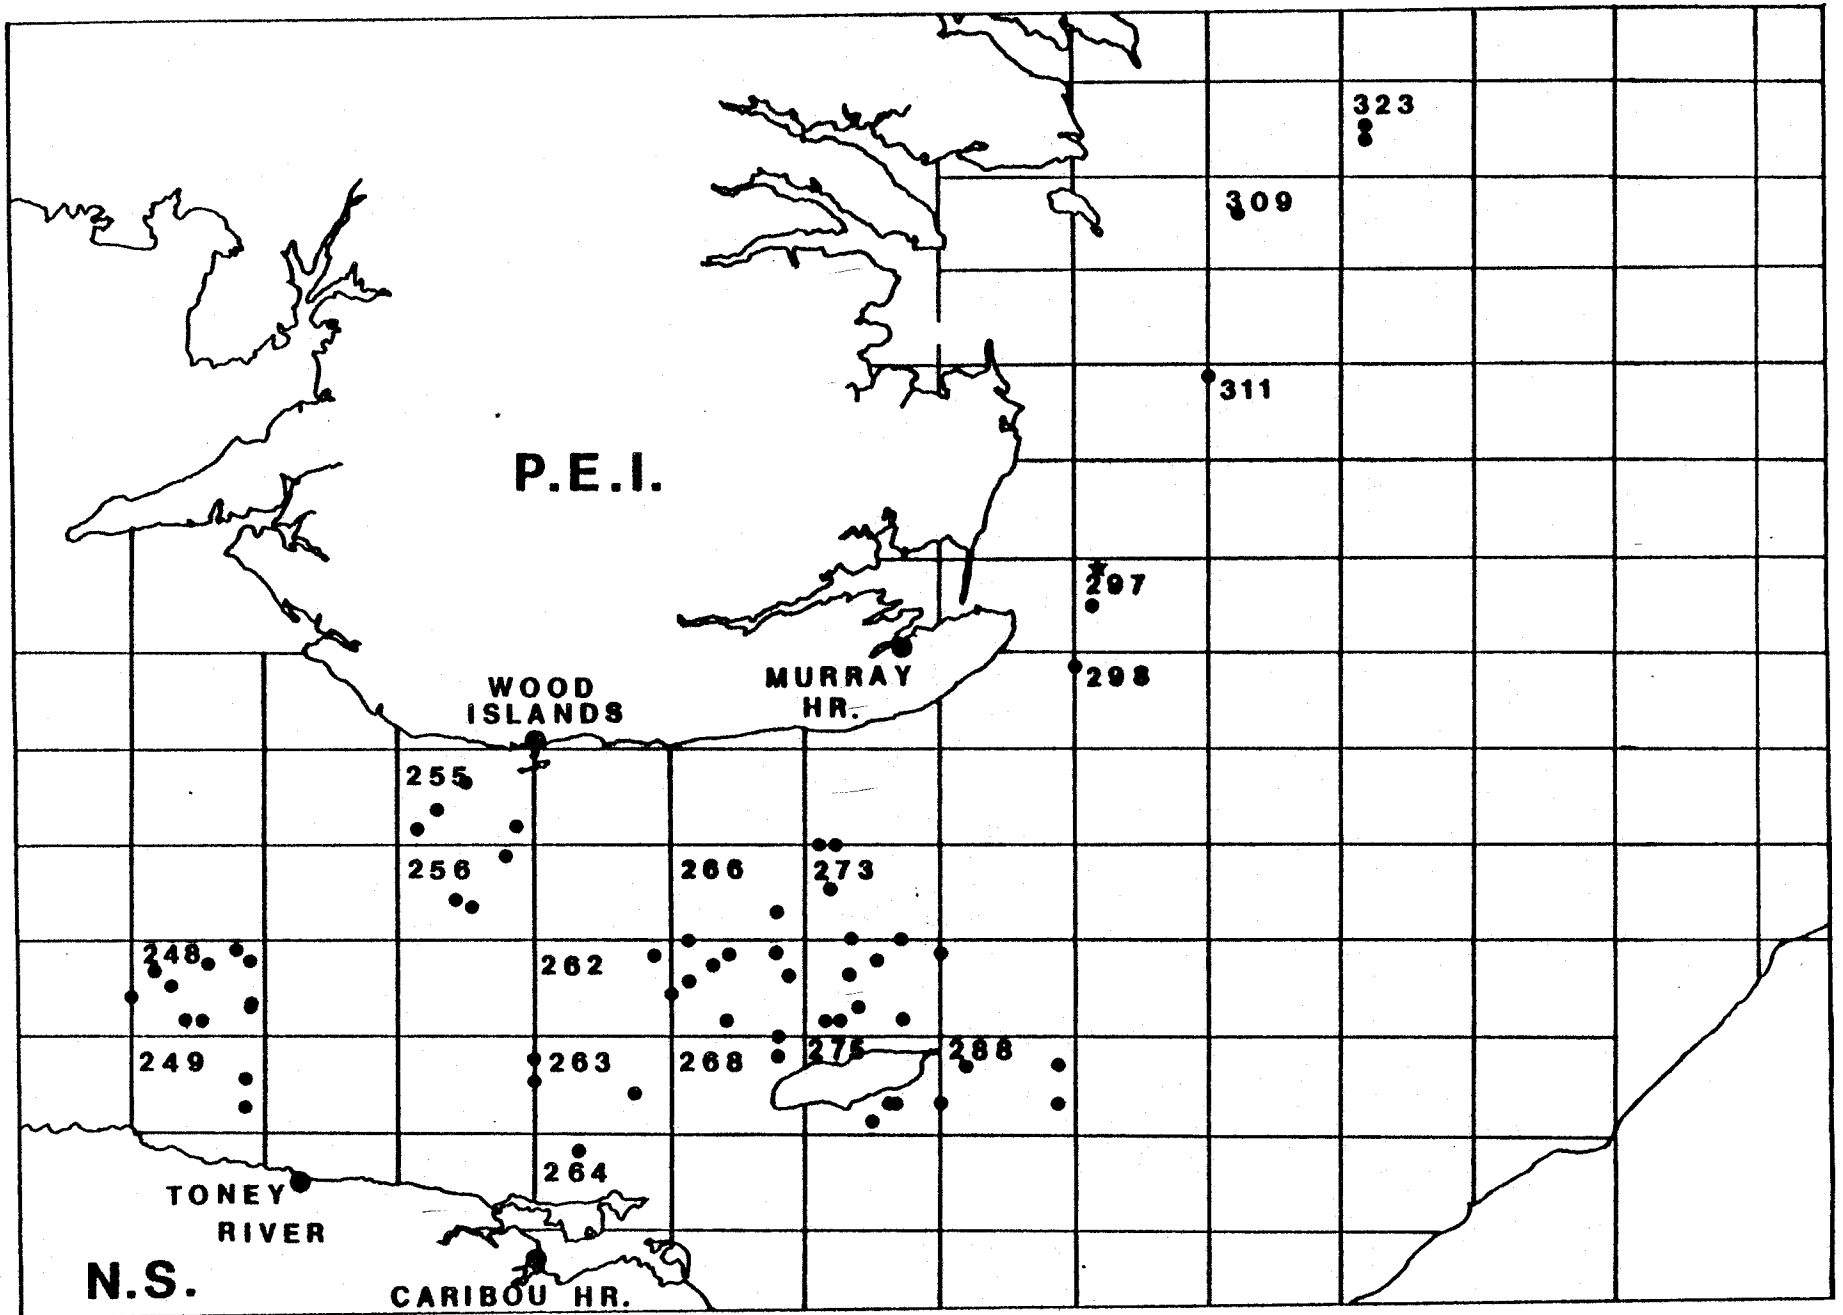 323
309
311
P.E.I.
297
298
MURRAY
HR.
WOOD
ISLANDS
255
256
266
273
248
262
249
263
268
275
288
264
TONEY
RIVER
N.S.
CARIBOU HR.